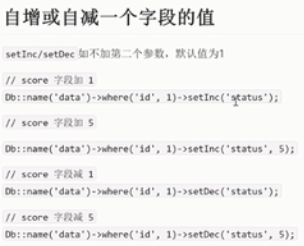 自增或自减一个字段的值
setInc/setDec 如不加第二个参数，默认值为1
// score 字段加 1
Db::name('data')->where('id', 1)->setInc('status');
// score 字段加 5
Db::name('data')->where('id', 1)->setInc('status', 5);
// score 字段减 1
Db::name('data')->where('id', 1)->setDec('status');
// score 字段减 5
Db::name('data')->where('id', 1)->setDec('status', 5);